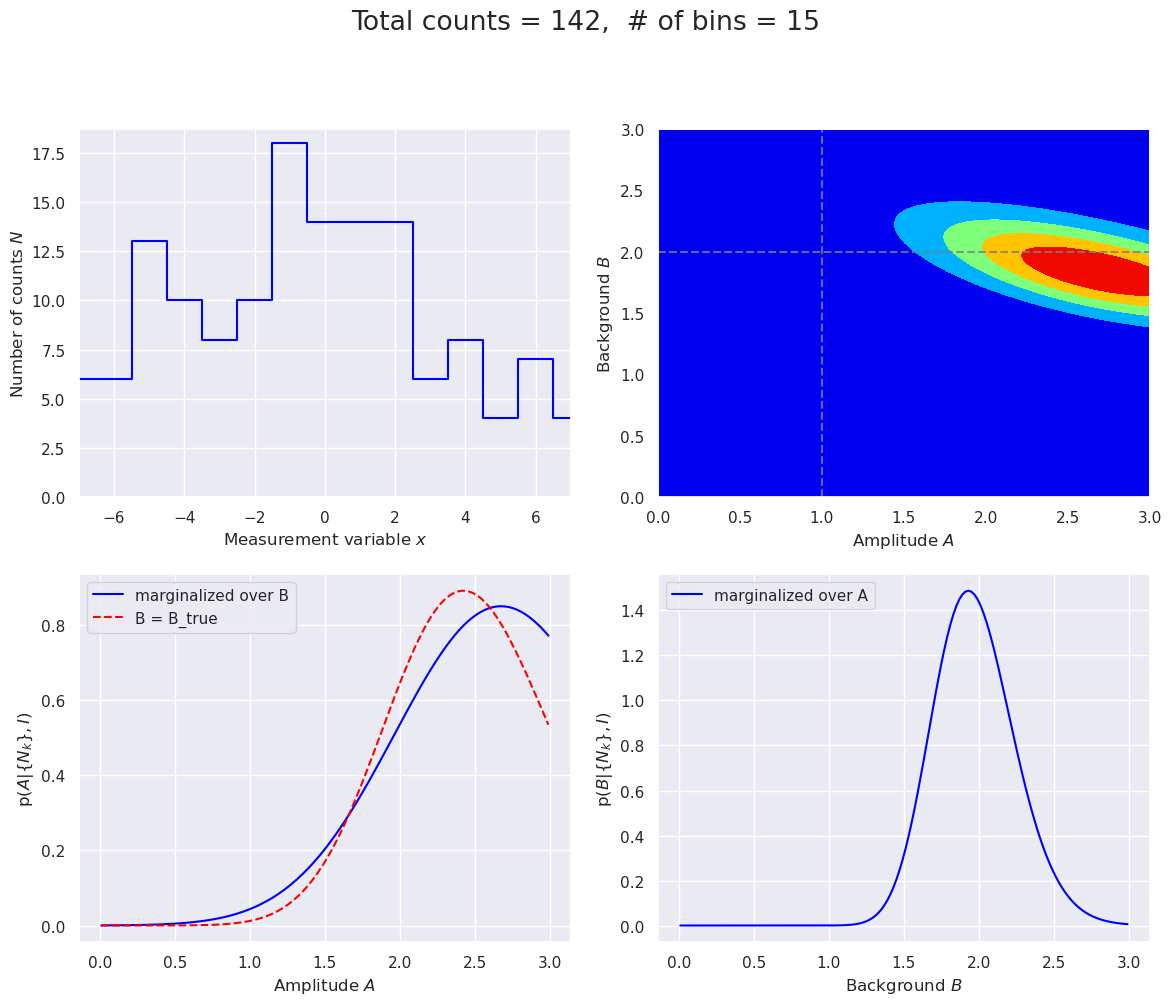 Total counts = 142,  # of bins = 15
Number of counts N
17.5
15.0
12.5
10.0
7.5
5.0
2.5
0.0
−6 −4 −2 0 2 4 6
Measurement variable x
Background B
3.0
2.5
2.0
1.5
1.0
0.5
0.0
0.0 0.5 1.0 1.5 2.0 2.5 3.0
Amplitude A
p(A|{N_k}, I)
marginalized over B
B = B_true
0.8
0.6
0.4
0.2
0.0
0.0 0.5 1.0 1.5 2.0 2.5 3.0
Amplitude A
p(B|{N_k}, I)
marginalized over A
1.4
1.2
1.0
0.8
0.6
0.4
0.2
0.0
0.0 0.5 1.0 1.5 2.0 2.5 3.0
Background B